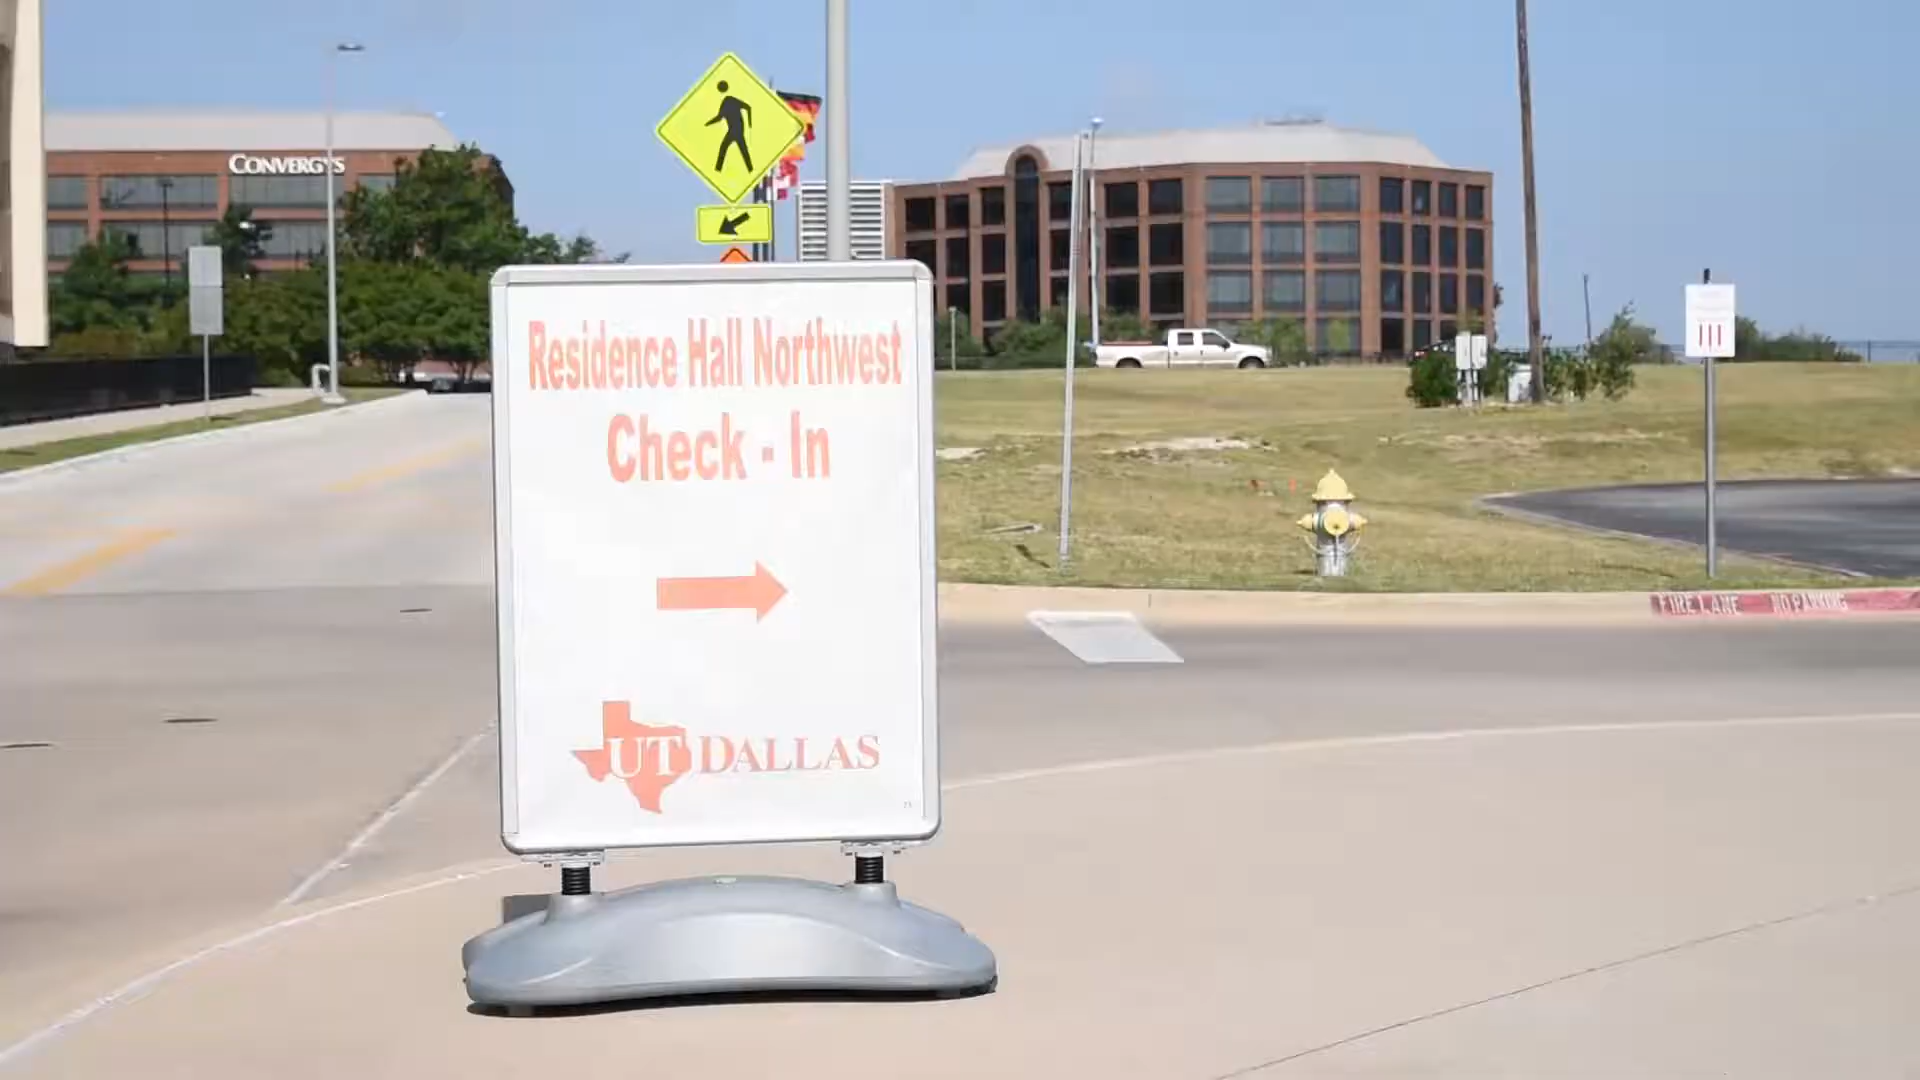 CONVERGYS
Residence Hall Northwest
Check - In
UT DALLAS
FIRE LANE NO PARKING